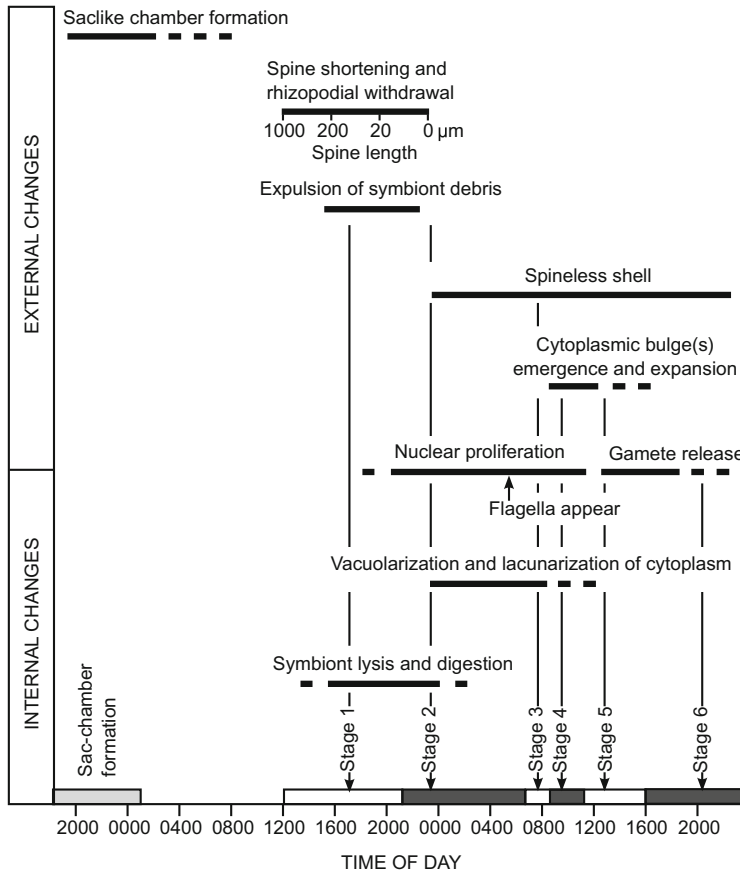 Saclike chamber formation
Spine shortening and
rhizopodial withdrawal
1000 200 20 0 μm
Spine length
Expulsion of symbiont debris
Spineless shell
Cytoplasmic bulge(s)
emergence and expansion
EXTERNAL CHANGES
Nuclear proliferation
Gamete release
Flagella appear
Vacuolarization and lacunarization of cytoplasm
Symbiont lysis and digestion
INTERNAL CHANGES
Sac-chamber
formation
Stage 1
Stage 2
Stage 3
Stage 4
Stage 5
Stage 6
2000 0000 0400 0800 1200 1600 2000 0000 0400 0800 1200 1600 2000
TIME OF DAY